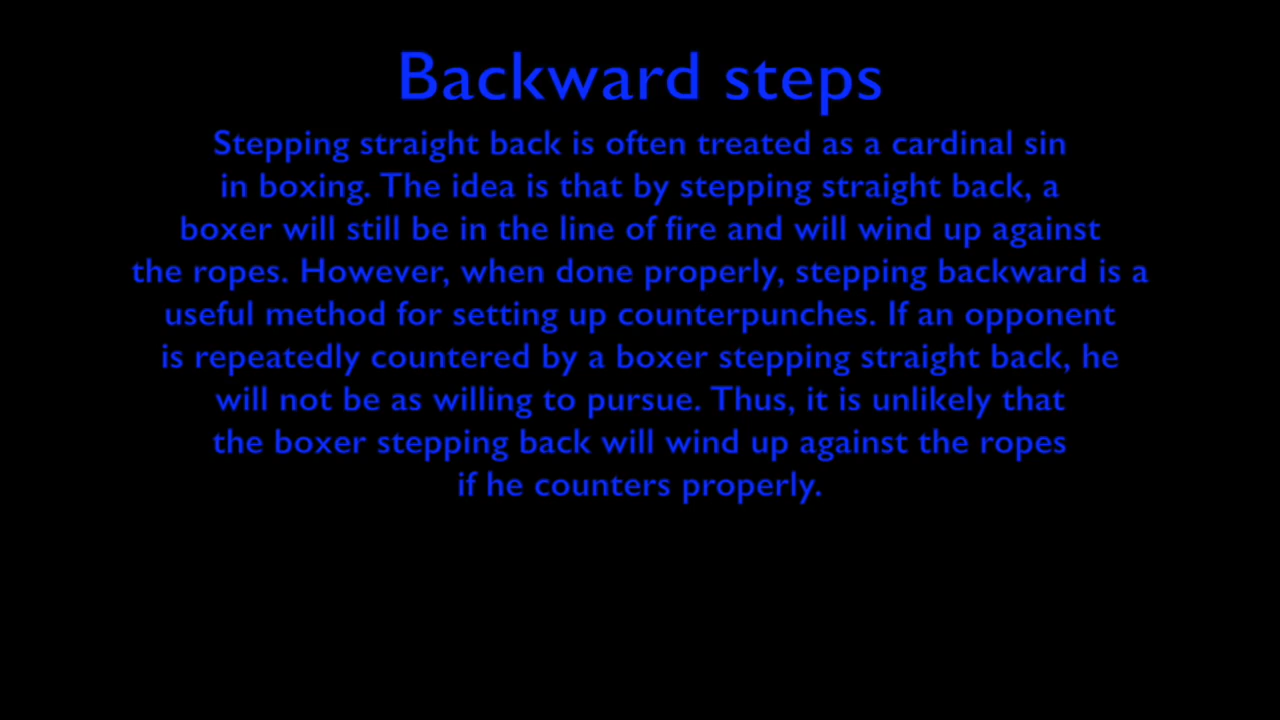 Backward steps
Stepping straight back is often treated as a cardinal sin
in boxing. The idea is that by stepping straight back, a
boxer will still be in the line of fire and will wind up against
the ropes. However, when done properly, stepping backward is a
useful method for setting up counterpunches. If an opponent
is repeatedly countered by a boxer stepping straight back, he
will not be as willing to pursue. Thus, it is unlikely that
the boxer stepping back will wind up against the ropes
if he counters properly.